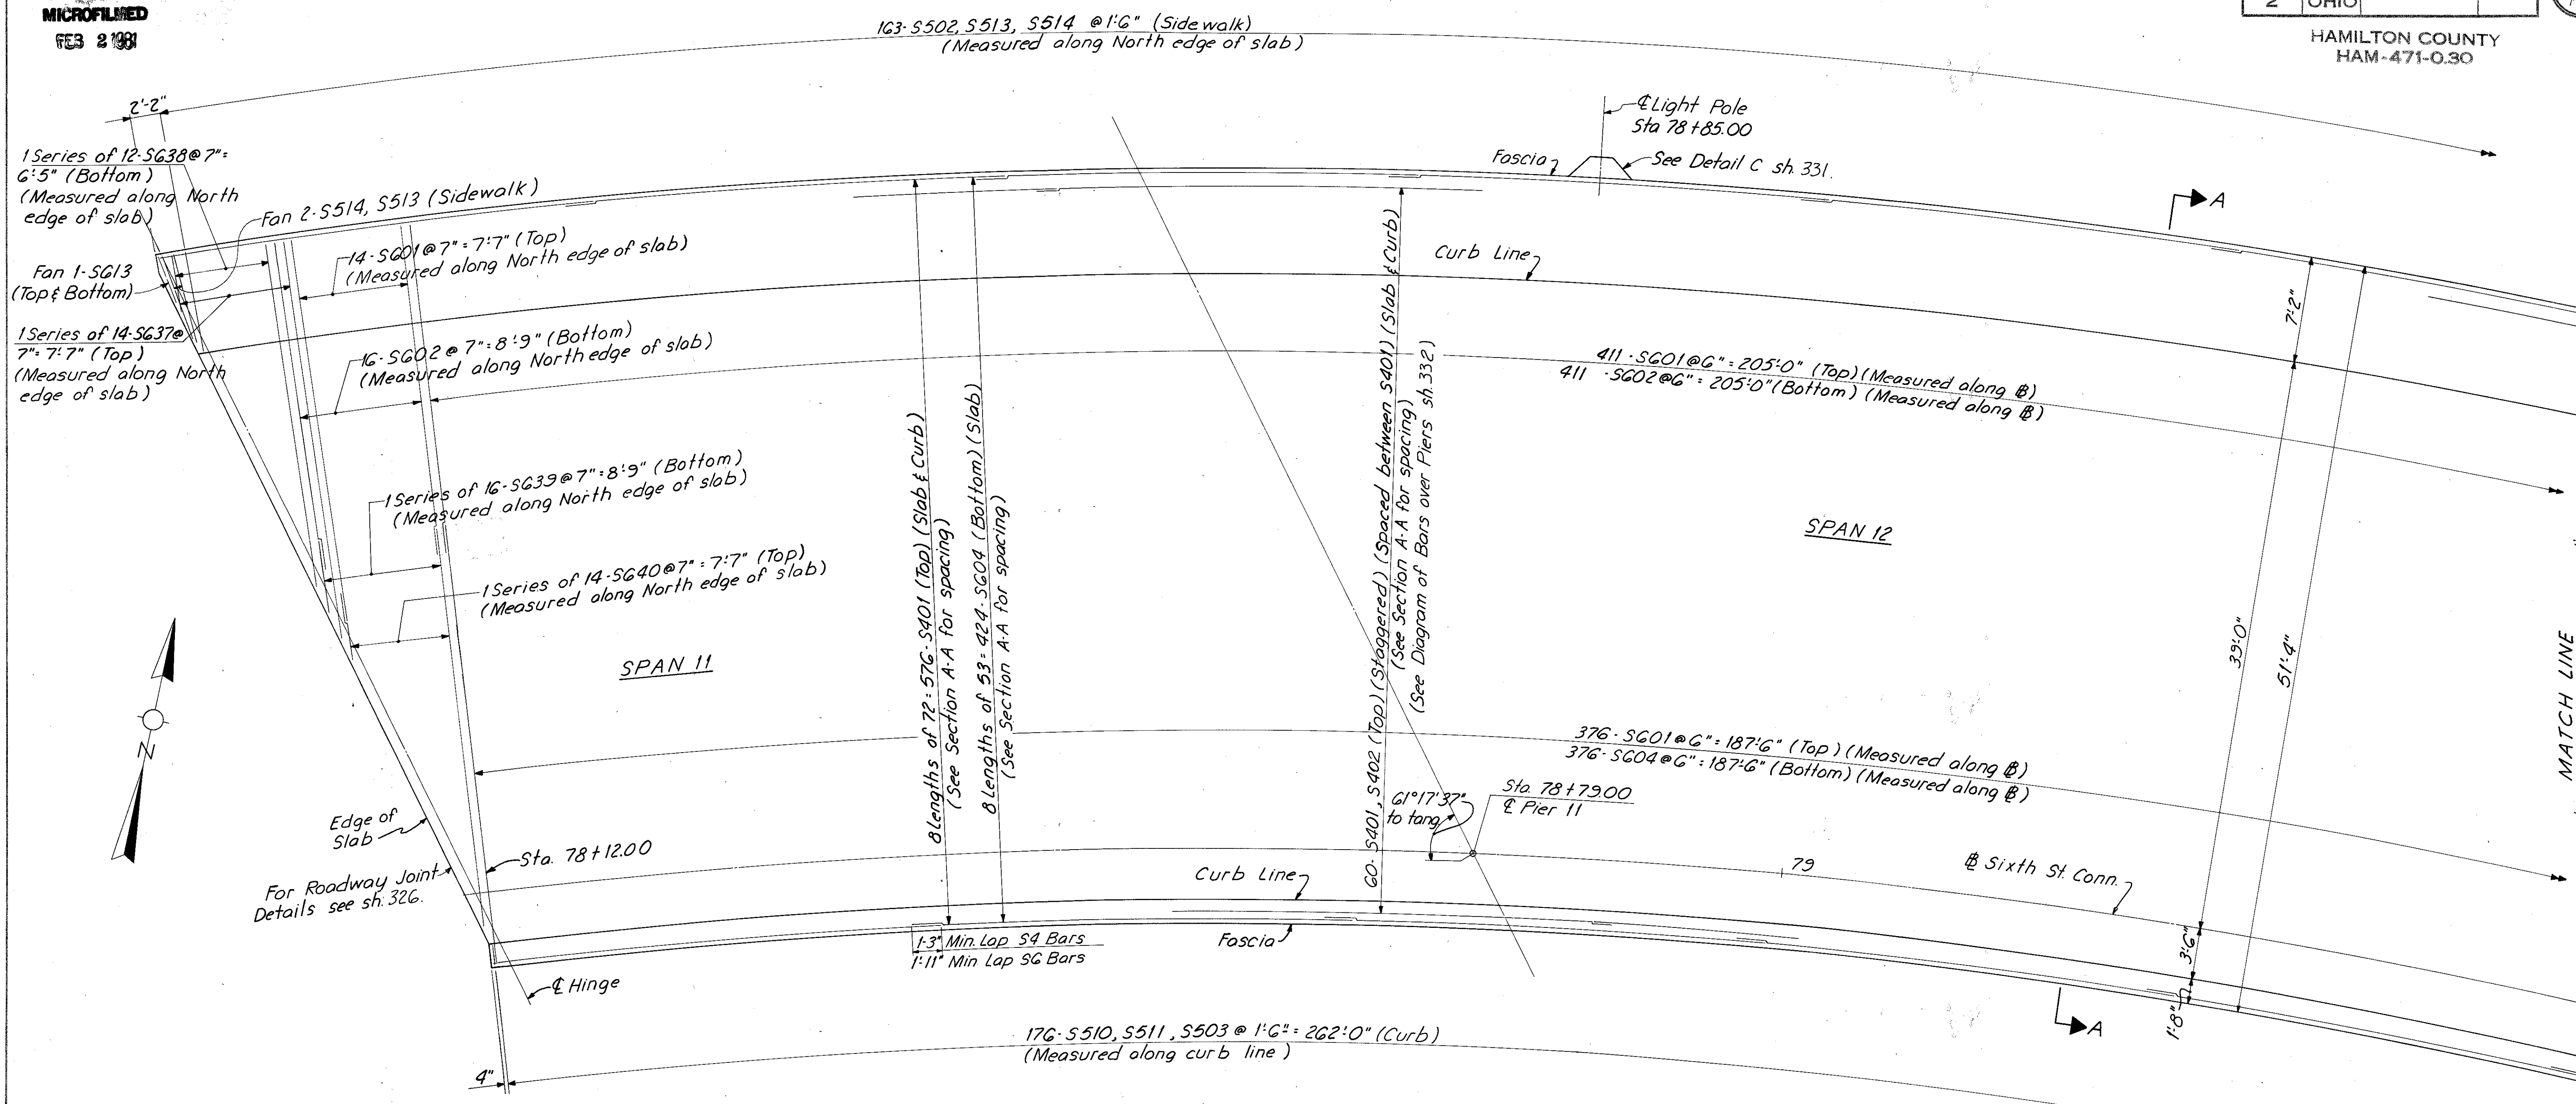 MICROFILMED
FEB 2 1981
2 OHIO
HAMILTON COUNTY
HAM-471-0.30
163-S502, S513, S514 @ 1'-6" (Sidewalk)
(Measured along North edge of slab)
2'-2"
1 Series of 12-S638@7"=
6'-5" (Bottom)
(Measured along North
edge of slab)
Fan 2-S514, S513 (Sidewalk)
Fan 1-S613
(Top & Bottom)
14-S601@7"=7'-7" (Top)
(Measured along North edge of slab)
1 Series of 14-S637@
7"=7'-7" (Top)
(Measured along North
edge of slab)
16-S602@7"=8'-9" (Bottom)
(Measured along North edge of slab)
1 Series of 16-S639@7"=8'-9" (Bottom)
(Measured along North edge of slab)
1 Series of 14-S640@7"=7'-7" (Top)
(Measured along North edge of slab)
SPAN 11
N
Edge of
Slab
For Roadway Joint
Details see sh. 326.
Sta. 78+12.00
℄ Hinge
4"
8 Lengths of 72=576-S401 (Top) (Slab & Curb)
(See Section A-A for spacing)
8 Lengths of 53=424-S604 (Bottom) (Slab)
(See Section A-A for spacing)
60-S401, S402 (Top) (Staggered) (Spaced between S401) (Slab & Curb)
(See Section A-A for spacing)
(See Diagram of Bars over Piers sh. 332)
℄ Light Pole
Sta 78+85.00
Fascia
See Detail C sh. 331.
A
Curb Line
7'-2"
411-S601@6"=205'-0" (Top) (Measured along ⅊)
411-S602@6"=205'-0" (Bottom) (Measured along ⅊)
SPAN 12
39'-0"
51'-4"
MATCH LINE
376-S601@6"=187'-6" (Top) (Measured along ⅊)
376-S604@6"=187'-6" (Bottom) (Measured along ⅊)
61°17'37"
to tang.
Sta. 78+79.00
℄ Pier 11
79
⅊ Sixth St. Conn.
Curb Line
1'-3" Min. Lap S4 Bars
1'-11" Min Lap S6 Bars
Fascia
3'-6"
1'-8"
A
176-S510, S511, S503 @ 1'-6"=262'-0" (Curb)
(Measured along curb line)